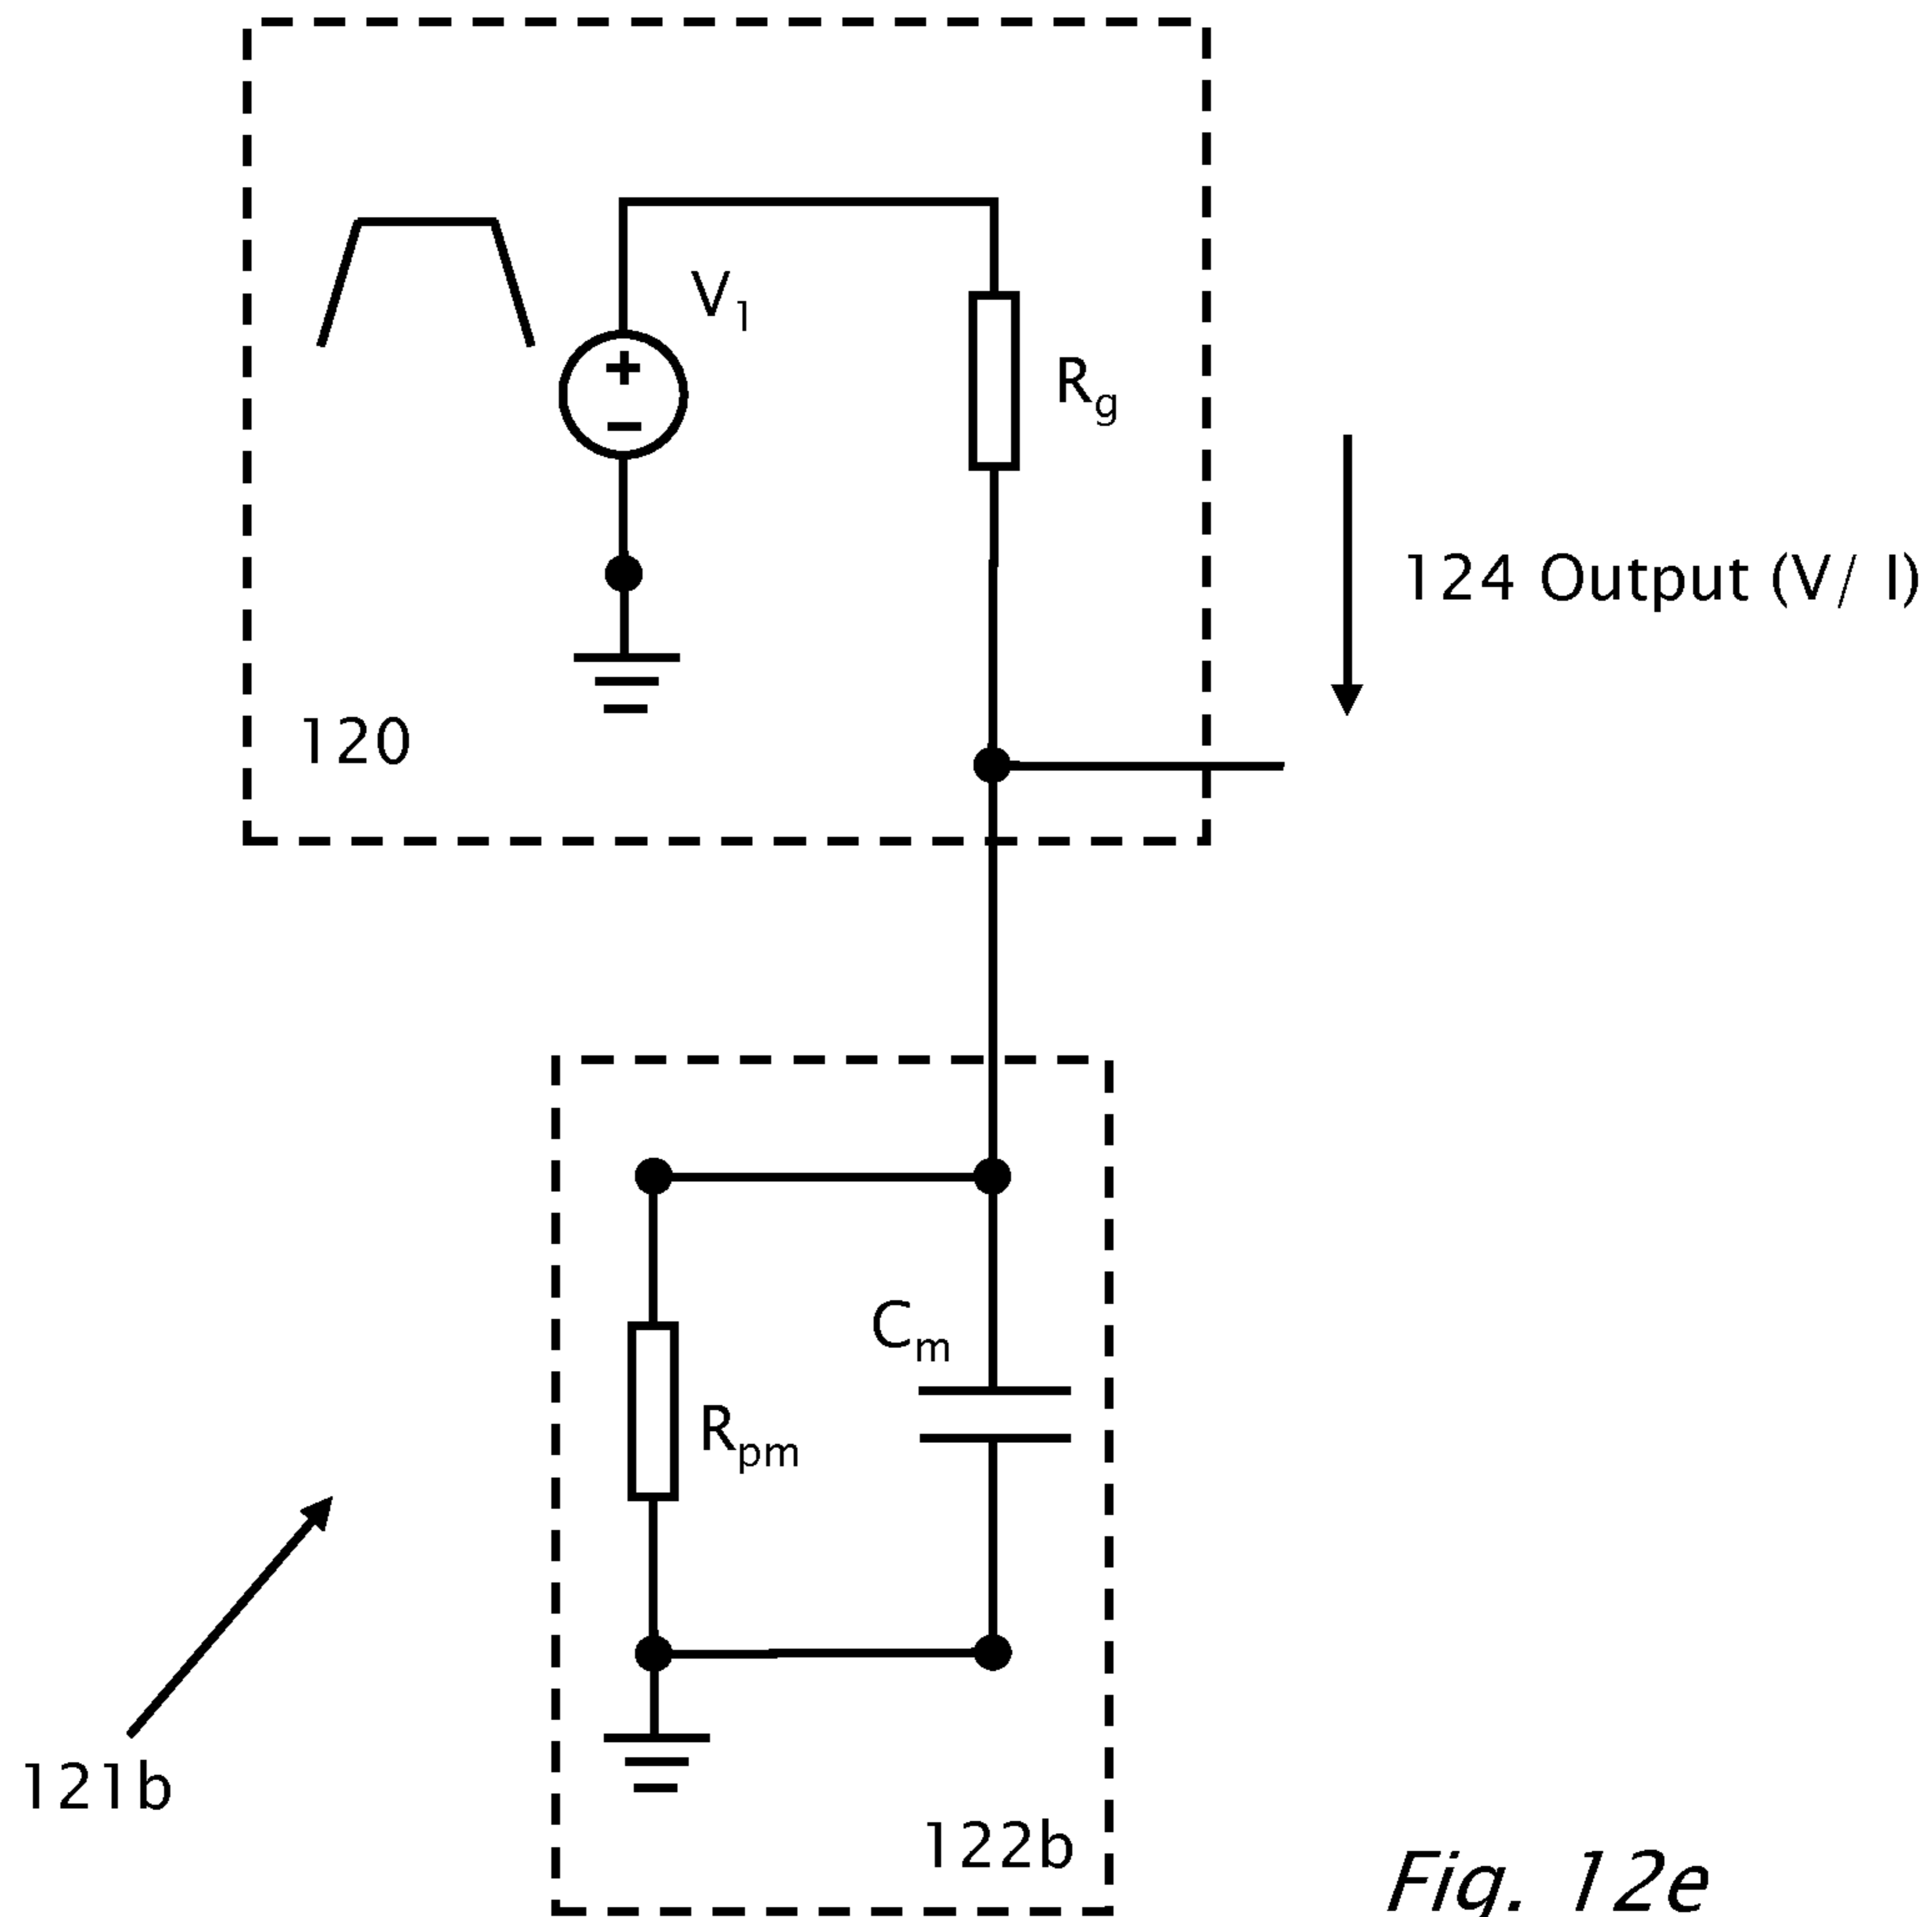 V1
Rg
124 Output (V/ I)
120
Cm
Rpm
121b
122b
Fig. 12e